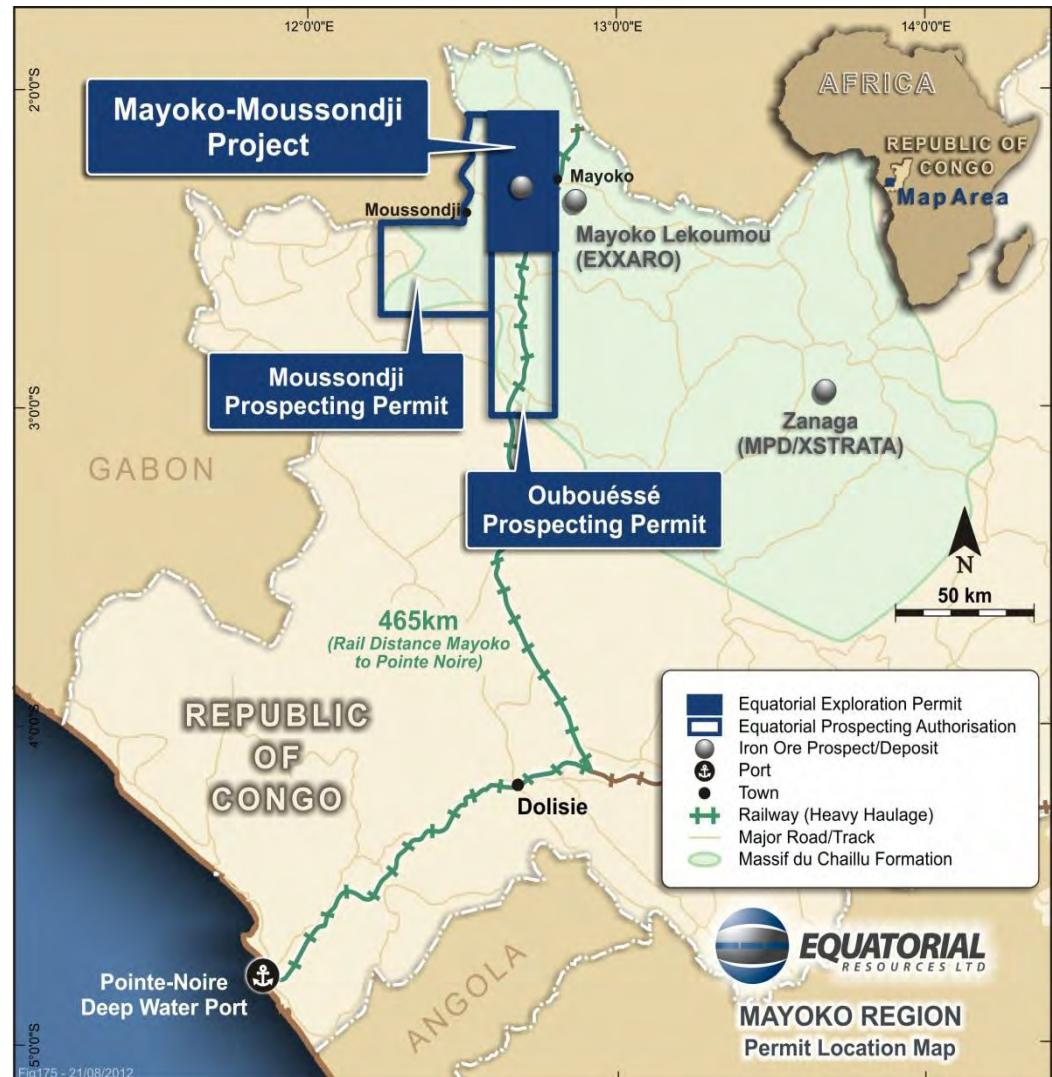 12°0'0"E
13°0'0"E
14°0'0"E
2°0'0"S
3°0'0"S
4°0'0"S
5°0'0"S
Mayoko-Moussondji
Project
AFRICA
REPUBLIC OF
CONGO
Map Area
Mayoko
Moussondji
Mayoko Lekoumou
(EXXARO)
Moussondji
Prospecting Permit
Zanaga
(MPD/XSTRATA)
GABON
Oubouéssé
Prospecting Permit
N
50 km
465km
(Rail Distance Mayoko
to Pointe Noire)
REPUBLIC
OF
CONGO
Equatorial Exploration Permit
Equatorial Prospecting Authorisation
Iron Ore Prospect/Deposit
Port
Town
Railway (Heavy Haulage)
Major Road/Track
Massif du Chaillu Formation
Dolisie
EQUATORIAL
RESOURCES LTD
Pointe-Noire
Deep Water Port
ANGOLA
MAYOKO REGION
Permit Location Map
Fig175 - 21/08/2012